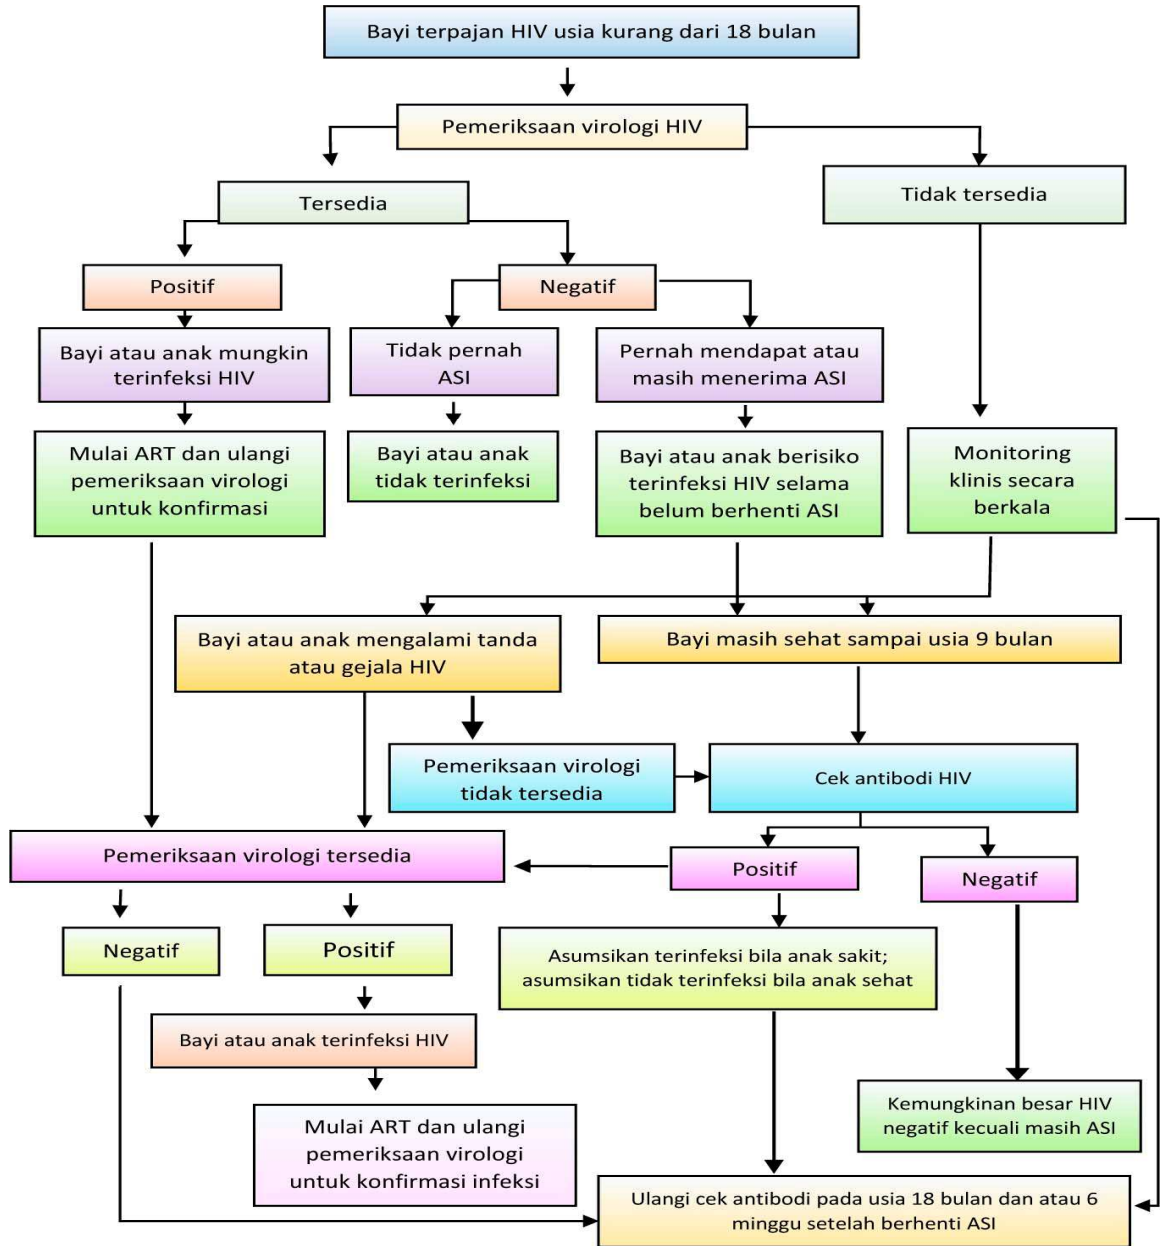 Bayi terpajan HIV usia kurang dari 18 bulan
Pemeriksaan virologi HIV
Tersedia
Tidak tersedia
Positif
Negatif
Bayi atau anak mungkin
terinfeksi HIV
Tidak pernah
ASI
Pernah mendapat atau
masih menerima ASI
Mulai ART dan ulangi
pemeriksaan virologi
untuk konfirmasi
Bayi atau anak
tidak terinfeksi
Bayi atau anak berisiko
terinfeksi HIV selama
belum berhenti ASI
Monitoring
klinis secara
berkala
Bayi atau anak mengalami tanda
atau gejala HIV
Bayi masih sehat sampai usia 9 bulan
Pemeriksaan virologi
tidak tersedia
Cek antibodi HIV
Pemeriksaan virologi tersedia
Positif
Negatif
Negatif
Positif
Asumsikan terinfeksi bila anak sakit;
asumsikan tidak terinfeksi bila anak sehat
Bayi atau anak terinfeksi HIV
Mulai ART dan ulangi
pemeriksaan virologi
untuk konfirmasi infeksi
Kemungkinan besar HIV
negatif kecuali masih ASI
Ulangi cek antibodi pada usia 18 bulan dan atau 6
minggu setelah berhenti ASI